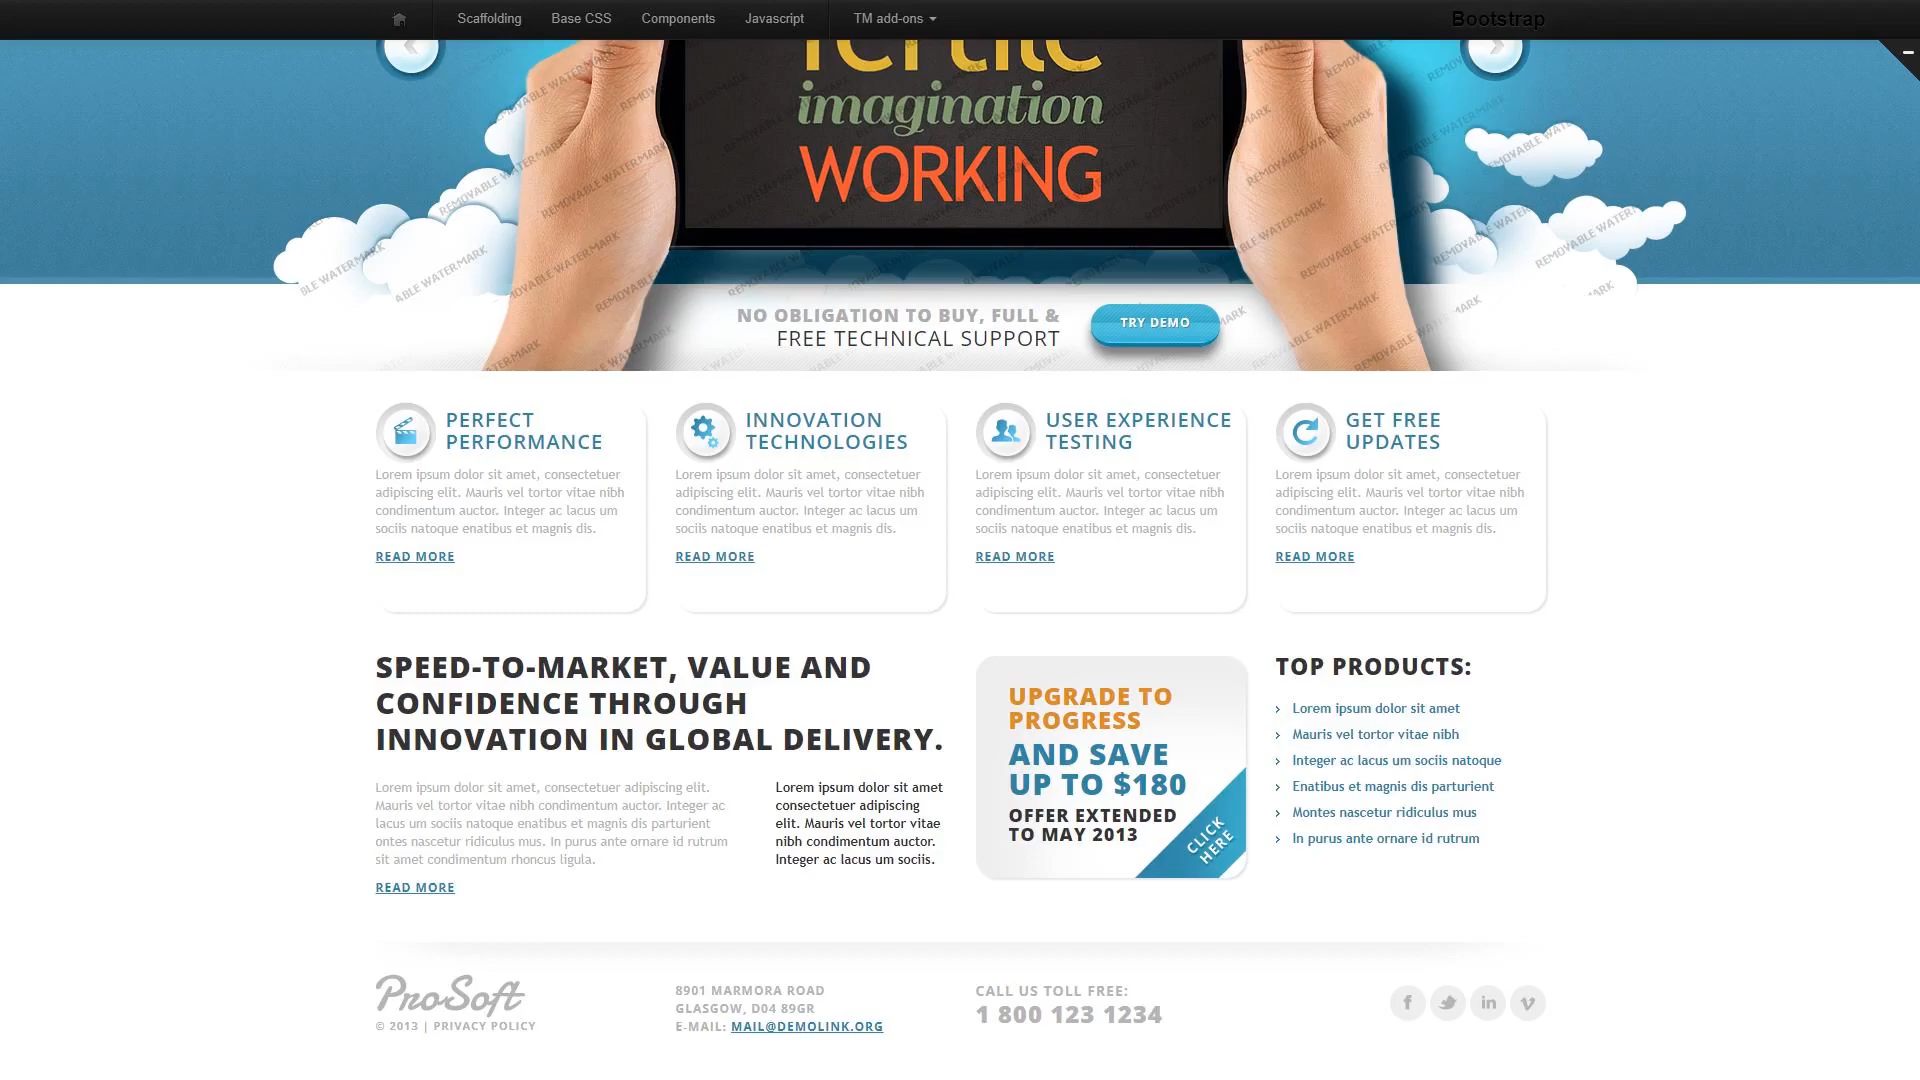 Scaffolding
Base CSS
Components
Javascript
TM add-ons
Bootstrap
fertile
imagination
WORKING
NO OBLIGATION TO BUY, FULL &
FREE TECHNICAL SUPPORT
TRY DEMO
PERFECT
PERFORMANCE
Lorem ipsum dolor sit amet, consectetuer
adipiscing elit. Mauris vel tortor vitae nibh
condimentum auctor. Integer ac lacus um
sociis natoque enatibus et magnis dis.
READ MORE
INNOVATION
TECHNOLOGIES
Lorem ipsum dolor sit amet, consectetuer
adipiscing elit. Mauris vel tortor vitae nibh
condimentum auctor. Integer ac lacus um
sociis natoque enatibus et magnis dis.
READ MORE
USER EXPERIENCE
TESTING
Lorem ipsum dolor sit amet, consectetuer
adipiscing elit. Mauris vel tortor vitae nibh
condimentum auctor. Integer ac lacus um
sociis natoque enatibus et magnis dis.
READ MORE
GET FREE
UPDATES
Lorem ipsum dolor sit amet, consectetuer
adipiscing elit. Mauris vel tortor vitae nibh
condimentum auctor. Integer ac lacus um
sociis natoque enatibus et magnis dis.
READ MORE
SPEED-TO-MARKET, VALUE AND
CONFIDENCE THROUGH
INNOVATION IN GLOBAL DELIVERY.
Lorem ipsum dolor sit amet, consectetuer adipiscing elit.
Mauris vel tortor vitae nibh condimentum auctor. Integer ac
lacus um sociis natoque enatibus et magnis dis parturient
ontes nascetur ridiculus mus. In purus ante ornare id rutrum
sit amet condimentum rhoncus ligula.
READ MORE
Lorem ipsum dolor sit amet
consectetuer adipiscing
elit. Mauris vel tortor vitae
nibh condimentum auctor.
Integer ac lacus um sociis.
UPGRADE TO
PROGRESS
AND SAVE
UP TO $180
OFFER EXTENDED
TO MAY 2013
CLICK
HERE
TOP PRODUCTS:
Lorem ipsum dolor sit amet
Mauris vel tortor vitae nibh
Integer ac lacus um sociis natoque
Enatibus et magnis dis parturient
Montes nascetur ridiculus mus
In purus ante ornare id rutrum
ProSoft
© 2013 | PRIVACY POLICY
8901 MARMORA ROAD
GLASGOW, D04 89GR
E-MAIL: MAIL@DEMOLINK.ORG
CALL US TOLL FREE:
1 800 123 1234
REMOVABLE WATERMARK